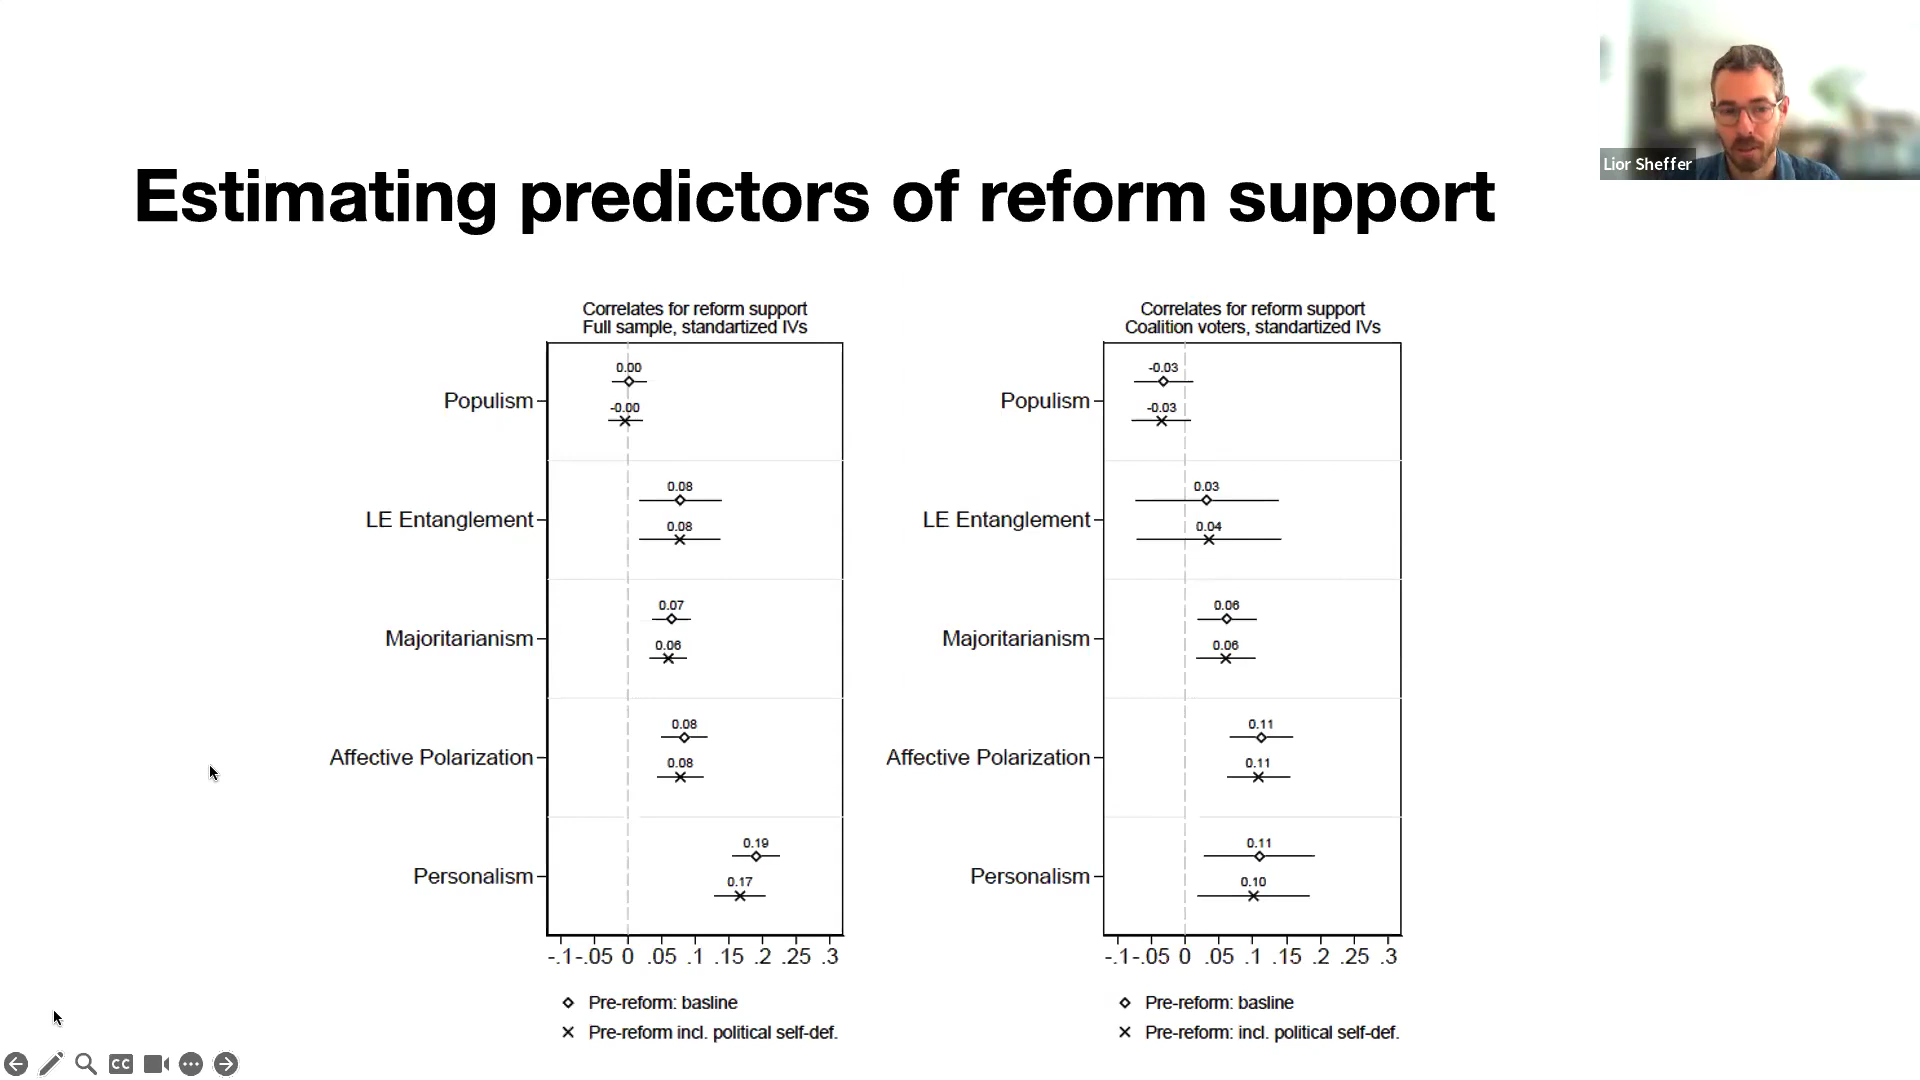 Lior Sheffer
Estimating predictors of reform support
Correlates for reform support
Full sample, standartized IVs
Populism
0.00
-0.00
LE Entanglement
0.08
0.08
Majoritarianism
0.07
0.06
Affective Polarization
0.08
0.08
Personalism
0.19
0.17
-.1 -.05 0 .05 .1 .15 .2 .25 .3
Pre-reform: basline
Pre-reform incl. political self-def.
Correlates for reform support
Coalition voters, standartized IVs
Populism
-0.03
-0.03
LE Entanglement
0.03
0.04
Majoritarianism
0.06
0.06
Affective Polarization
0.11
0.11
Personalism
0.11
0.10
-.1 -.05 0 .05 .1 .15 .2 .25 .3
Pre-reform: basline
Pre-reform: incl. political self-def.
CC